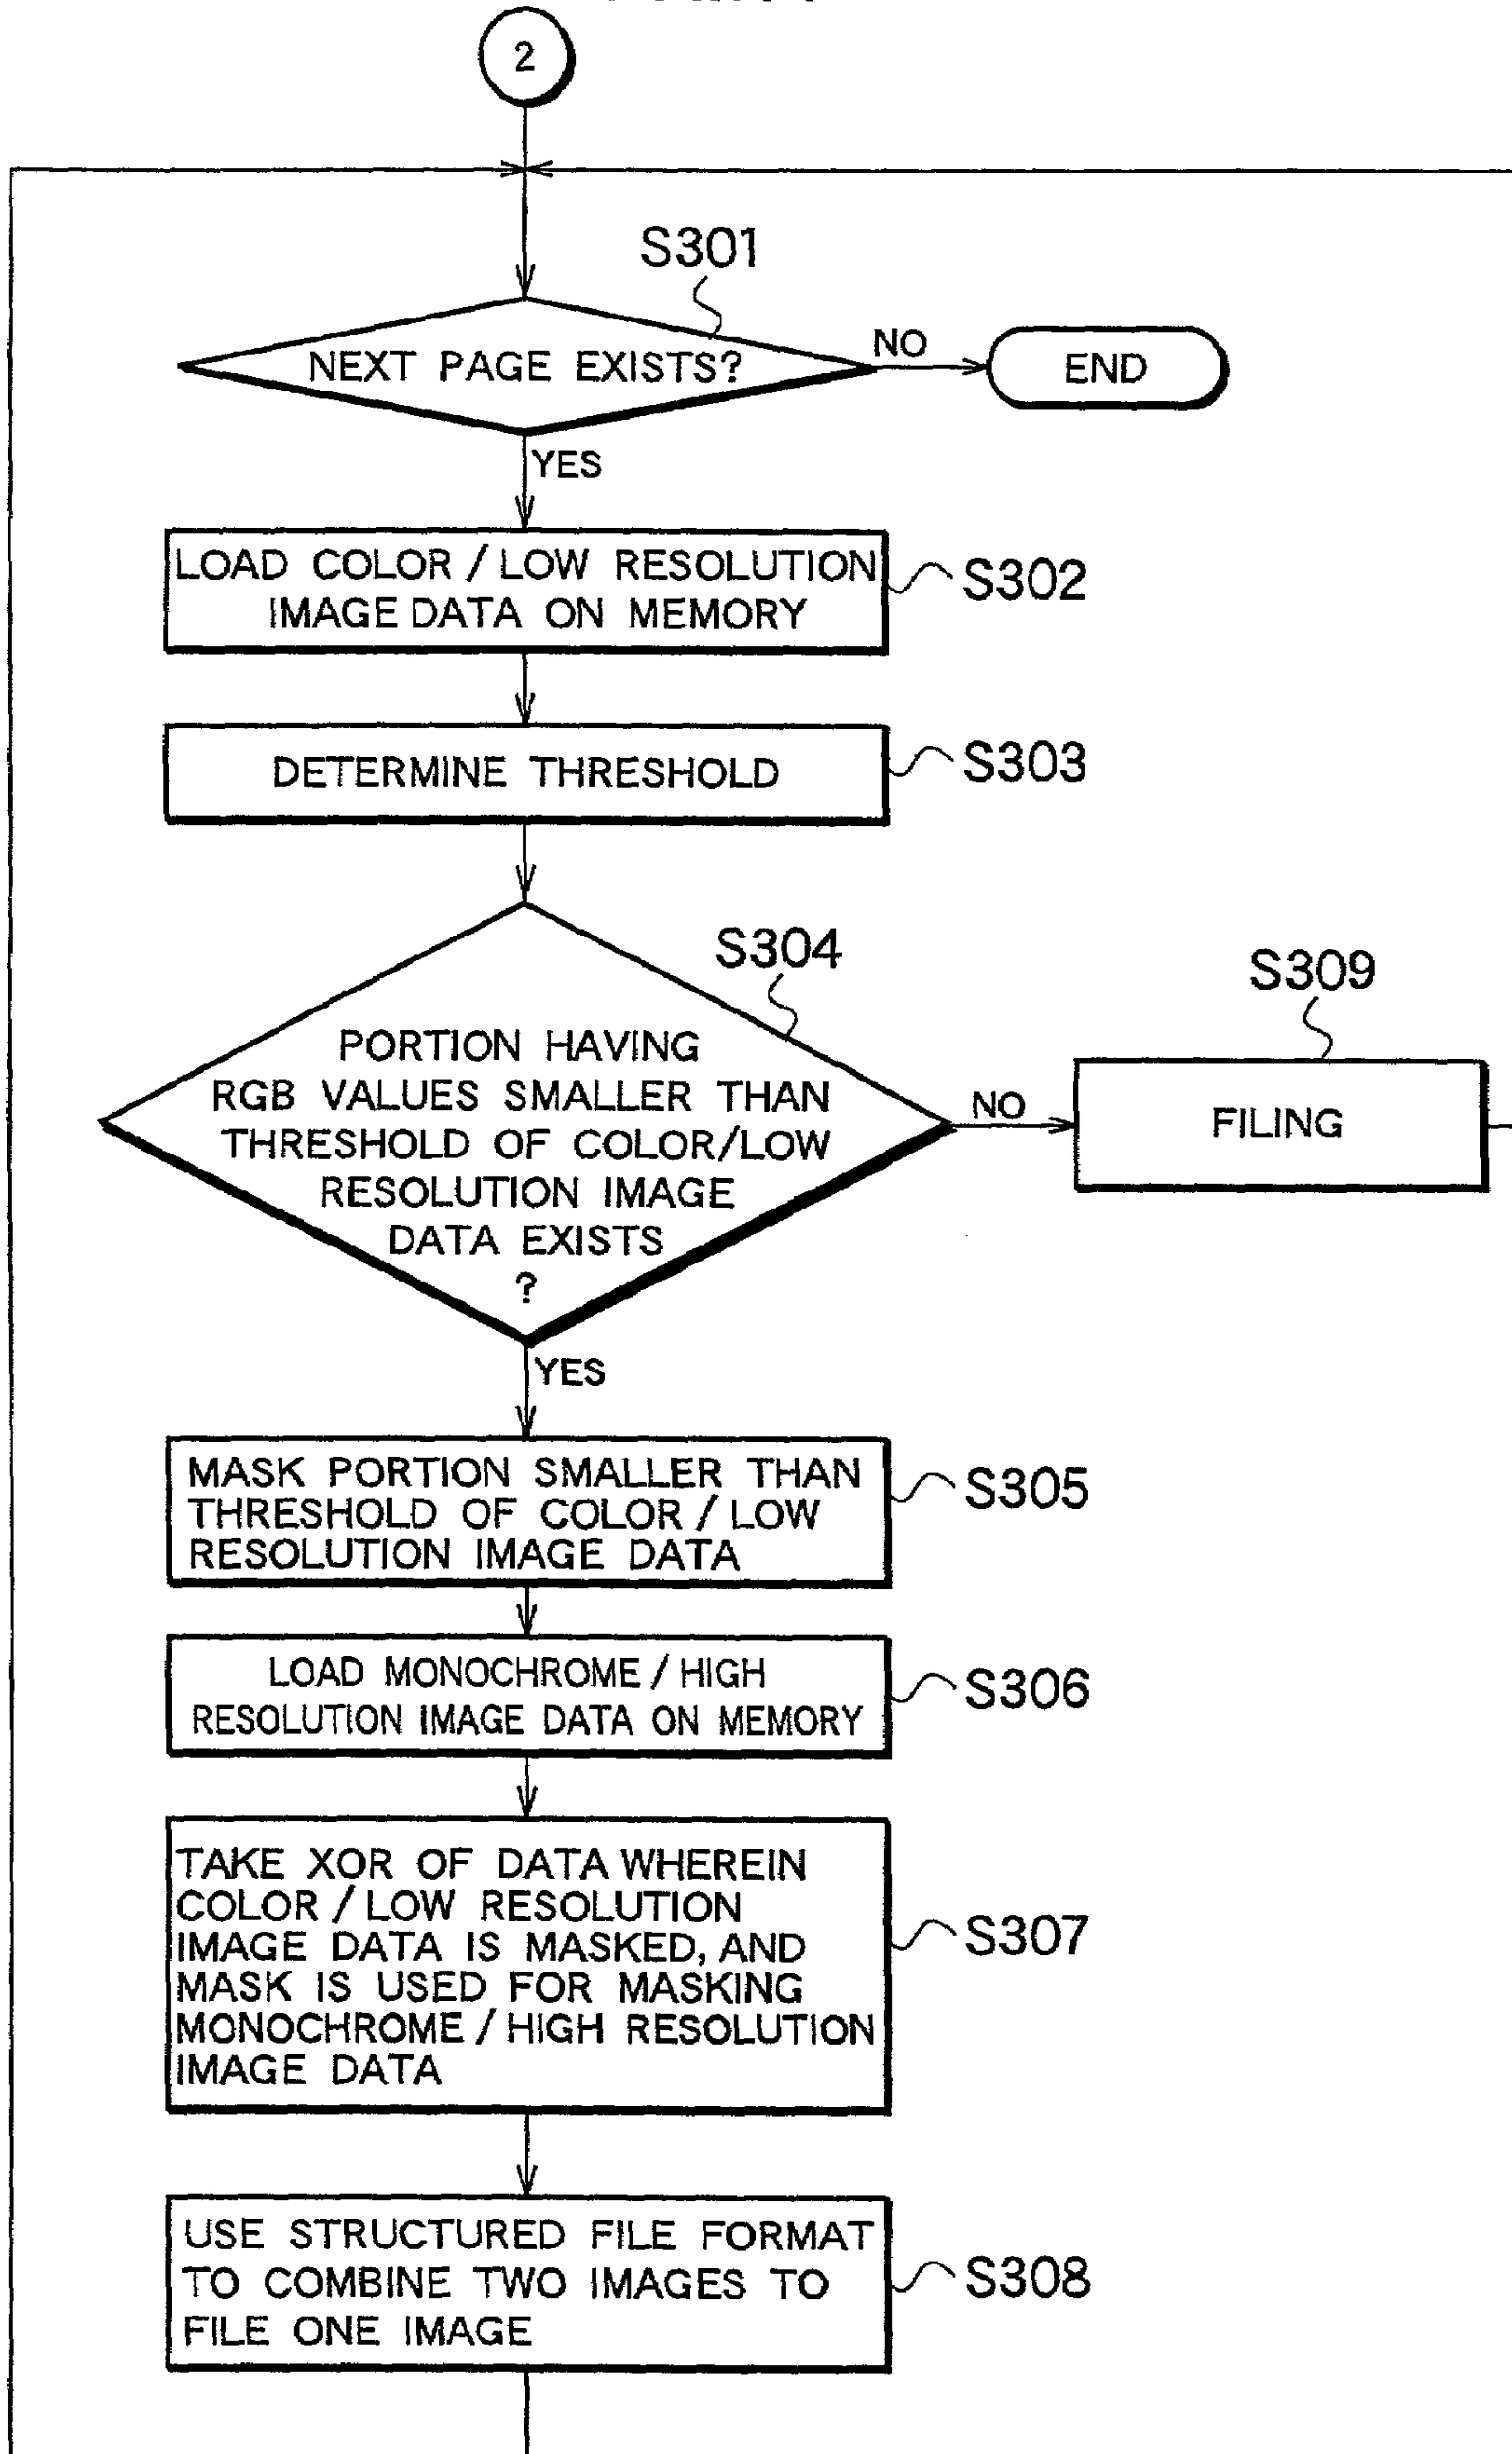 2
S301
NEXT PAGE EXISTS?
NO
END
YES
LOAD COLOR / LOW RESOLUTION
IMAGE DATA ON MEMORY
S302
DETERMINE THRESHOLD
S303
S304
PORTION HAVING
RGB VALUES SMALLER THAN
THRESHOLD OF COLOR/LOW
RESOLUTION IMAGE
DATA EXISTS
?
NO
S309
FILING
YES
MASK PORTION SMALLER THAN
THRESHOLD OF COLOR / LOW
RESOLUTION IMAGE DATA
S305
LOAD MONOCHROME / HIGH
RESOLUTION IMAGE DATA ON MEMORY
S306
TAKE XOR OF DATA WHEREIN
COLOR / LOW RESOLUTION
IMAGE DATA IS MASKED, AND
MASK IS USED FOR MASKING
MONOCHROME / HIGH RESOLUTION
IMAGE DATA
S307
USE STRUCTURED FILE FORMAT
TO COMBINE TWO IMAGES TO
FILE ONE IMAGE
S308